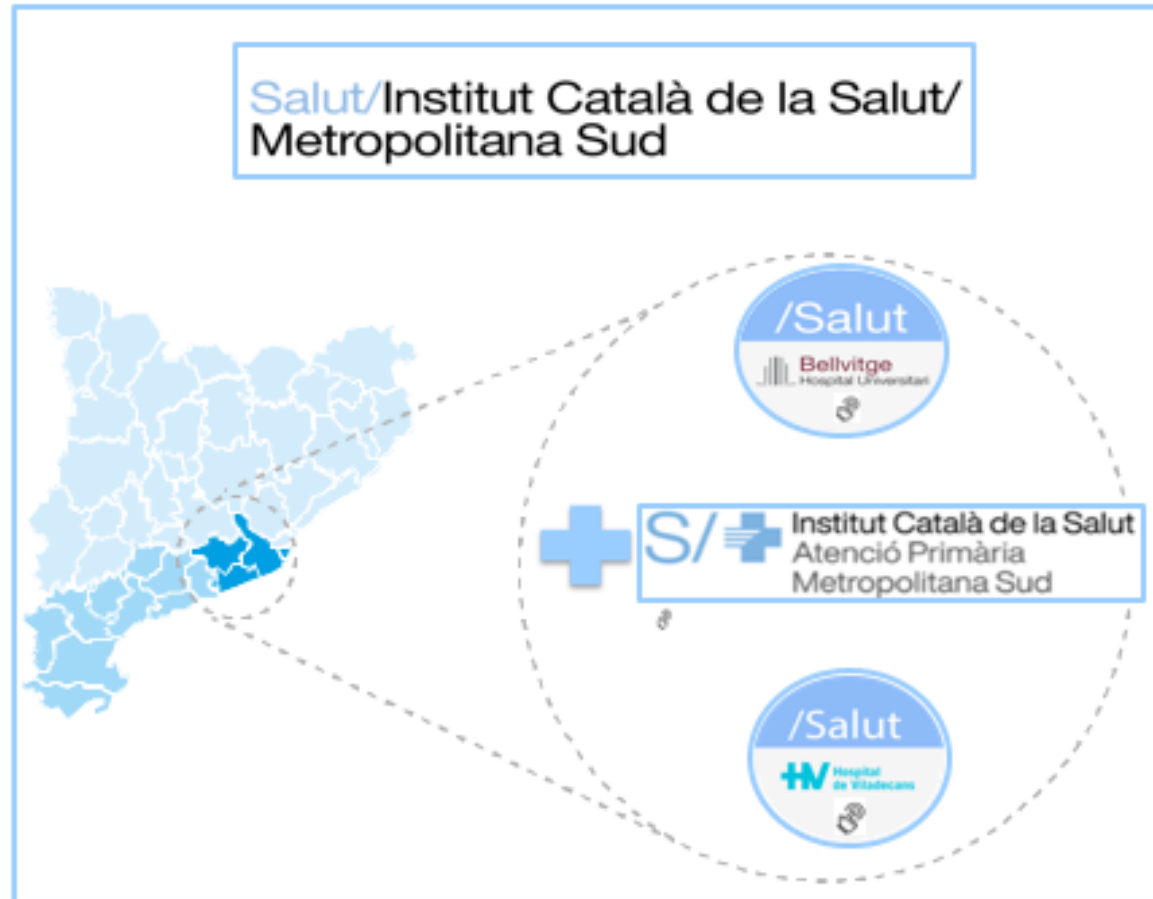 Salut/Institut Català de la Salut/
Metropolitana Sud
/Salut
Bellvitge
Hospital Universitari
S/
Institut Català de la Salut
Atenció Primària
Metropolitana Sud
/Salut
HV Hospital
de Viladecans